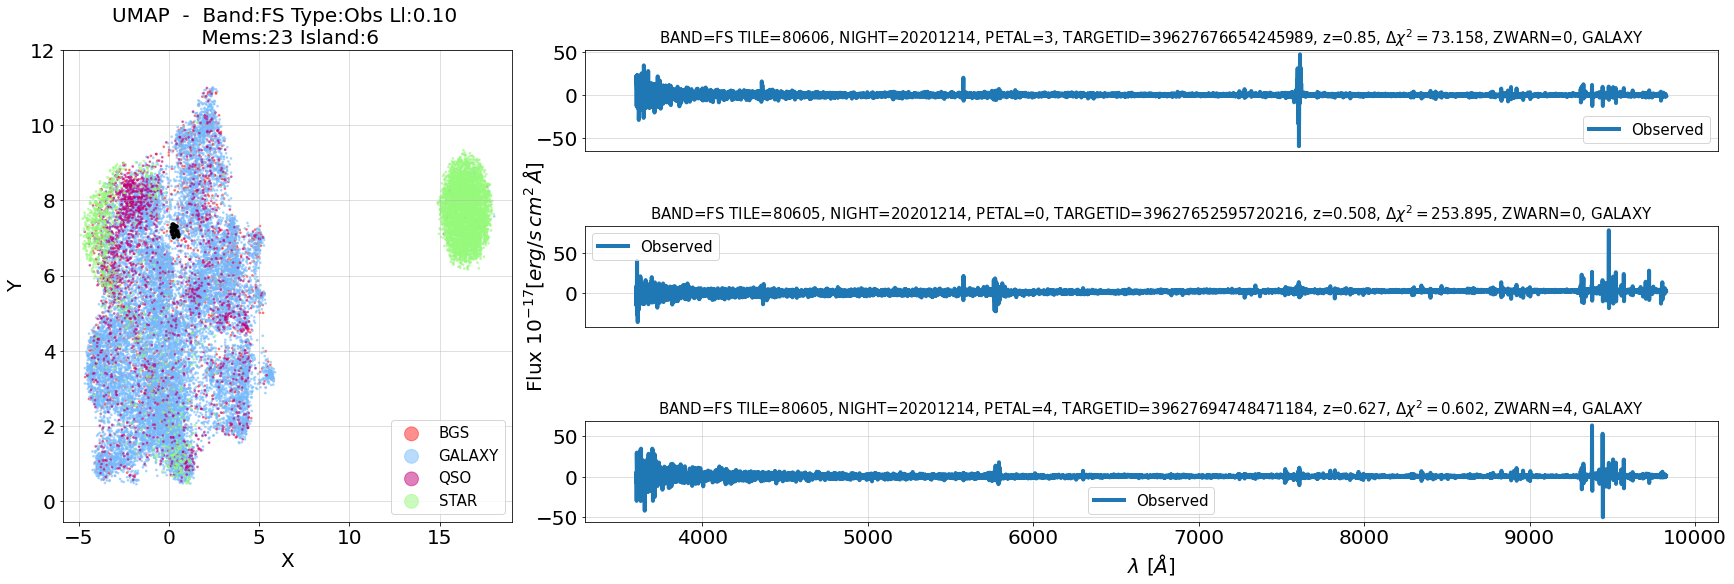 UMAP - Band:FS Type:Obs Ll:0.10
Mems:23 Island:6
12
10
8
6
4
2
0
Y
−5
0
5
10
15
X
BGS
GALAXY
QSO
STAR
Flux 10^{-17}[erg/s cm^2 Å]
BAND=FS TILE=80606, NIGHT=20201214, PETAL=3, TARGETID=39627676654245989, z=0.85, Δχ² = 73.158, ZWARN=0, GALAXY
50
0
−50
Observed
BAND=FS TILE=80605, NIGHT=20201214, PETAL=0, TARGETID=39627652595720216, z=0.508, Δχ² = 253.895, ZWARN=0, GALAXY
50
0
Observed
BAND=FS TILE=80605, NIGHT=20201214, PETAL=4, TARGETID=39627694748471184, z=0.627, Δχ² = 0.602, ZWARN=4, GALAXY
50
0
−50
Observed
4000
5000
6000
7000
8000
9000
10000
λ [Å]